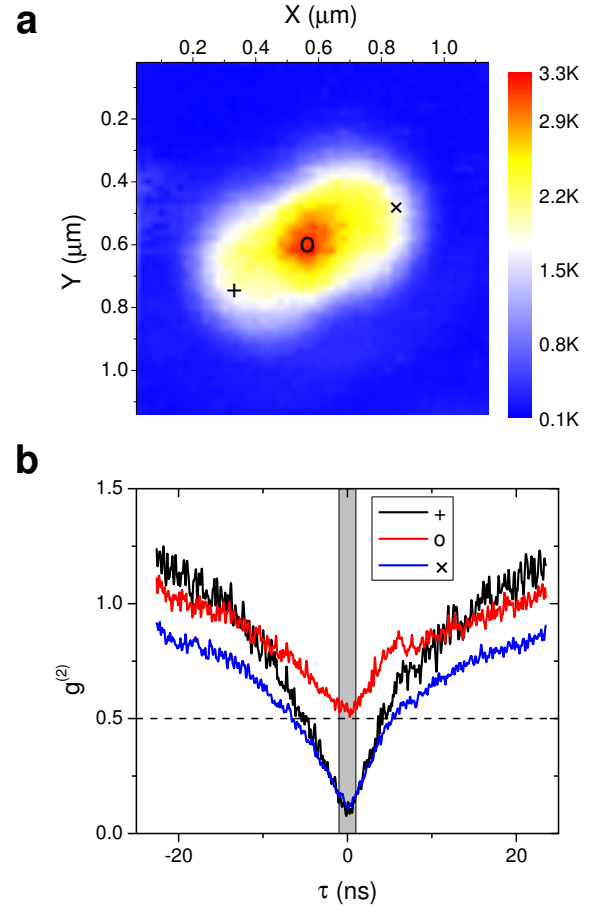 a
X (μm)
0.2 0.4 0.6 0.8 1.0
Y (μm)
0.2
0.4
0.6
0.8
1.0
+
O
×
3.3K
2.9K
2.2K
1.5K
0.8K
0.1K
b
g(2)
1.5
1.0
0.5
0.0
+
O
×
-20 0 20
τ (ns)